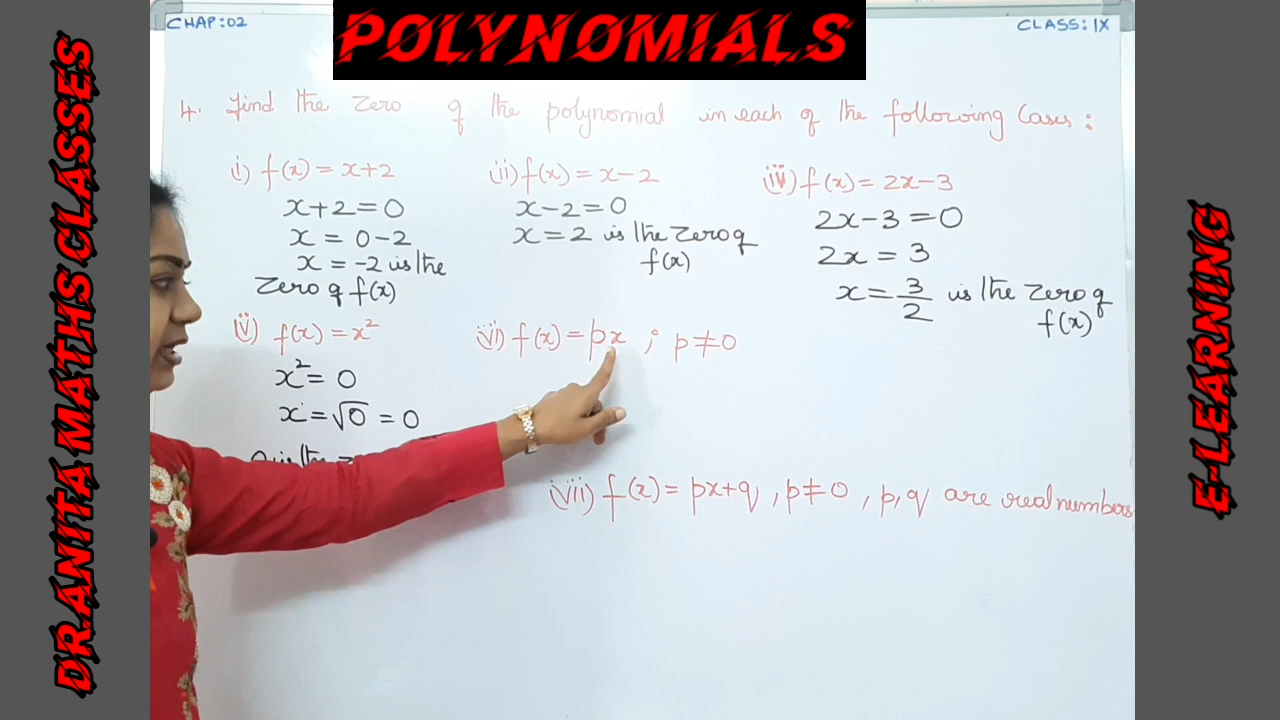 POLYNOMIALS
CHAP:02
CLASS: IX
DR.ANITA MATHS CLASSES
E-LEARNING
4. Find the zero of the polynomial in each of the following Cases :
i) f(x) = x+2
x+2 = 0
x = 0-2
x = -2 is the
zero of f(x)
ii) f(x) = x-2
x-2 = 0
x = 2 is the zero of
f(x)
iv) f(x) = 2x-3
2x-3 = 0
2x = 3
x = 3/2 is the zero of
f(x)
v) f(x) = x²
x² = 0
x = √0 = 0
0 is the
vi) f(x) = px ; p≠0
vii) f(x) = px+q , p≠0 , p,q are real numbers